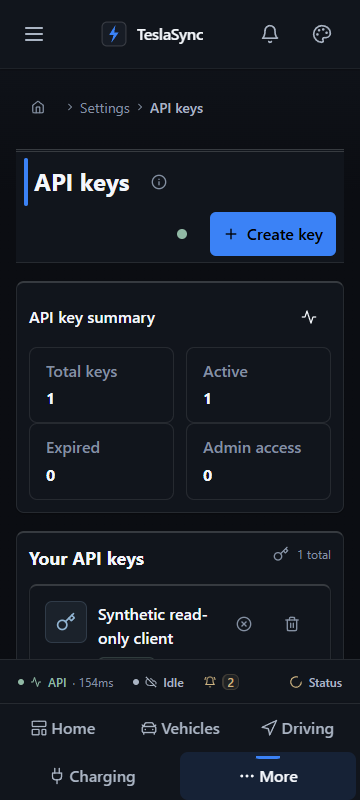 TeslaSync
Settings
API keys
API keys
Create key
API key summary
Total keys
1
Active
1
Expired
0
Admin access
0
Your API keys
1 total
Synthetic read-
only client
API · 154ms
Idle
2
Status
Home
Vehicles
Driving
Charging
More